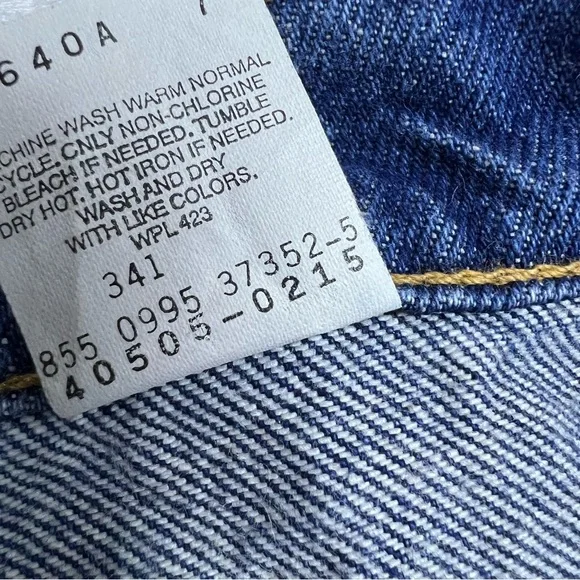 640A 7
CHINE WASH WARM NORMAL
CYCLE. ONLY NON-CHLORINE
BLEACH IF NEEDED. TUMBLE
DRY HOT. HOT IRON IF NEEDED.
WASH AND DRY
WITH LIKE COLORS.
WPL 423
341
855 0995 37352-5
40505-0215